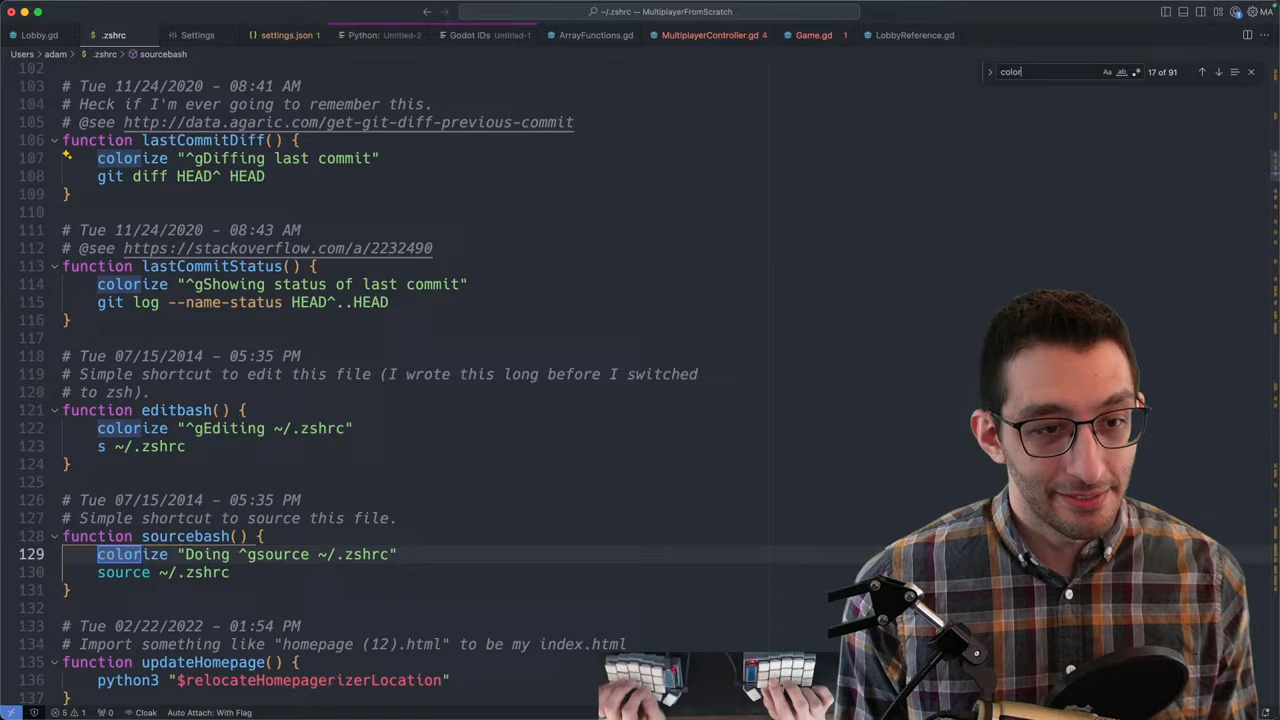 ~/.zshrc — MultiplayerFromScratch
MA
Lobby.gd
.zshrc
Settings
settings.json 1
Python: Untitled-2
Godot IDs Untitled-1
ArrayFunctions.gd
MultiplayerController.gd 4
Game.gd 1
LobbyReference.gd
Users > adam > .zshrc > sourcebash
color
Aa
ab
17 of 91
102
103 # Tue 11/24/2020 - 08:41 AM
104 # Heck if I'm ever going to remember this.
105 # @see http://data.agaric.com/get-git-diff-previous-commit
106 function lastCommitDiff() {
107 colorize "^gDiffing last commit"
108 git diff HEAD^ HEAD
109 }
110
111 # Tue 11/24/2020 - 08:43 AM
112 # @see https://stackoverflow.com/a/2232490
113 function lastCommitStatus() {
114 colorize "^gShowing status of last commit"
115 git log --name-status HEAD^..HEAD
116 }
117
118 # Tue 07/15/2014 - 05:35 PM
119 # Simple shortcut to edit this file (I wrote this long before I switched
120 # to zsh).
121 function editbash() {
122 colorize "^gEditing ~/.zshrc"
123 s ~/.zshrc
124 }
125
126 # Tue 07/15/2014 - 05:35 PM
127 # Simple shortcut to source this file.
128 function sourcebash() {
129 colorize "Doing ^gsource ~/.zshrc"
130 source ~/.zshrc
131 }
132
133 # Tue 02/22/2022 - 01:54 PM
134 # Import something like "homepage (12).html" to be my index.html
135 function updateHomepage() {
136 python3 "$relocateHomepagerizerLocation"
137 }
5 1 0 Cloak Auto Attach: With Flag